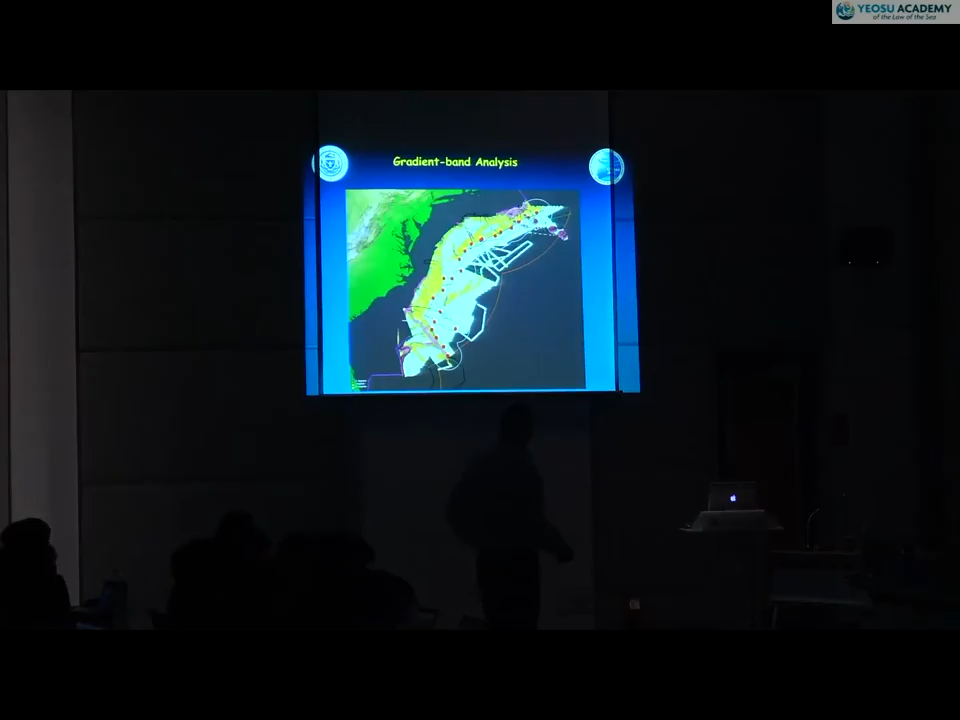 YEOSU ACADEMY
of the Law of the Sea
Gradient-band Analysis